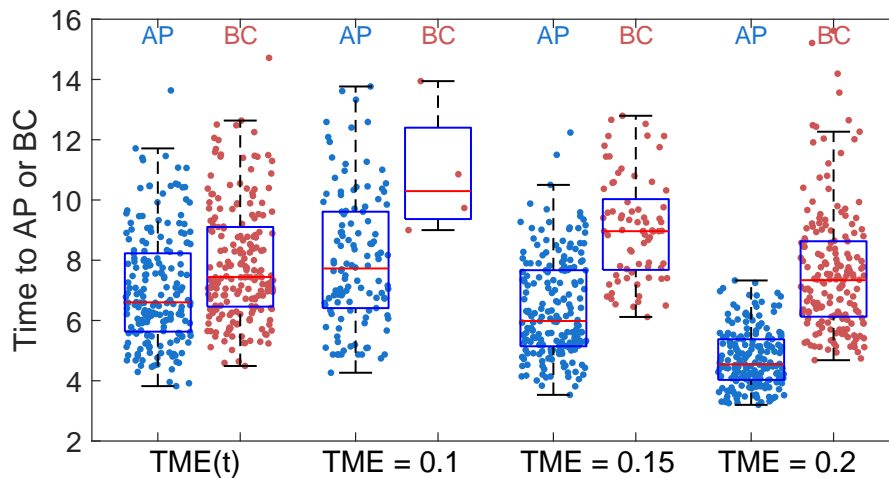 16
14
12
10
8
6
4
2
Time to AP or BC
AP BC AP BC AP BC AP BC
TME(t) TME = 0.1 TME = 0.15 TME = 0.2